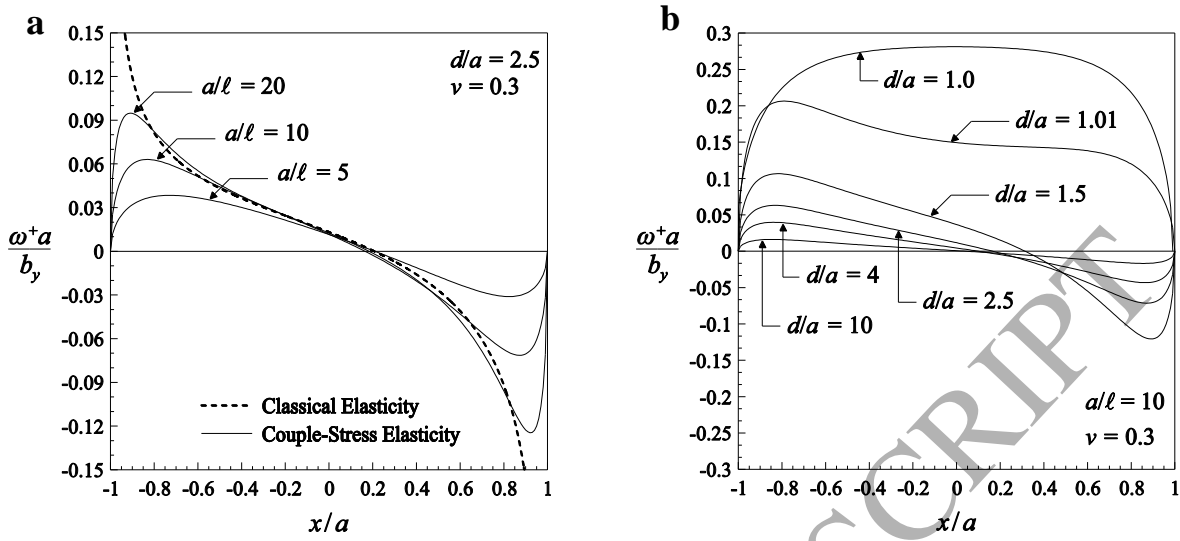 a
0.15
0.12
0.09
0.06
0.03
0
-0.03
-0.06
-0.09
-0.12
-0.15
ω⁺a
b_y
d/a = 2.5
ν = 0.3
a/ℓ = 20
a/ℓ = 10
a/ℓ = 5
Classical Elasticity
Couple-Stress Elasticity
-1 -0.8 -0.6 -0.4 -0.2 0 0.2 0.4 0.6 0.8 1
x/a
b
0.3
0.25
0.2
0.15
0.1
0.05
0
-0.05
-0.1
-0.15
-0.2
-0.25
-0.3
ω⁺a
b_y
d/a = 1.0
d/a = 1.01
d/a = 1.5
d/a = 4
d/a = 2.5
d/a = 10
a/ℓ = 10
ν = 0.3
-1 -0.8 -0.6 -0.4 -0.2 0 0.2 0.4 0.6 0.8 1
x/a
SCRIPT